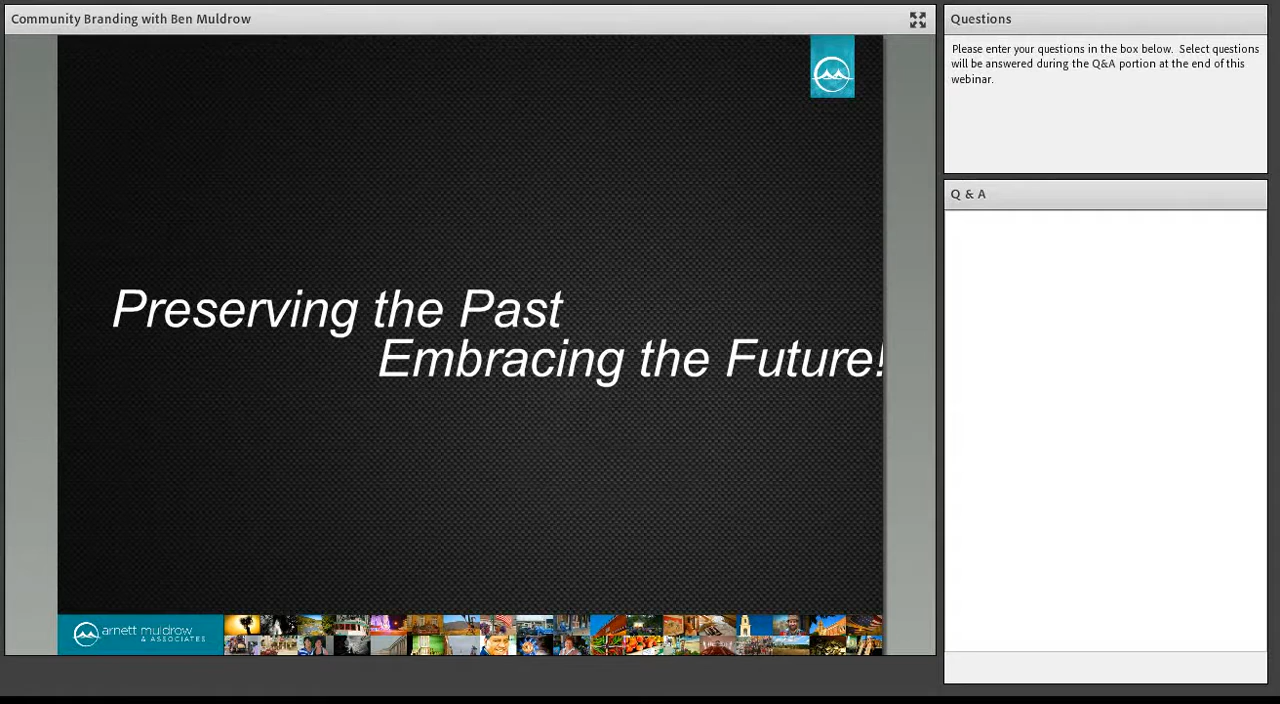 Community Branding with Ben Muldrow
Preserving the Past
Embracing the Future!
arnett muldrow
& ASSOCIATES
Questions
Please enter your questions in the box below. Select questions
will be answered during the Q&A portion at the end of this
webinar.
Q & A